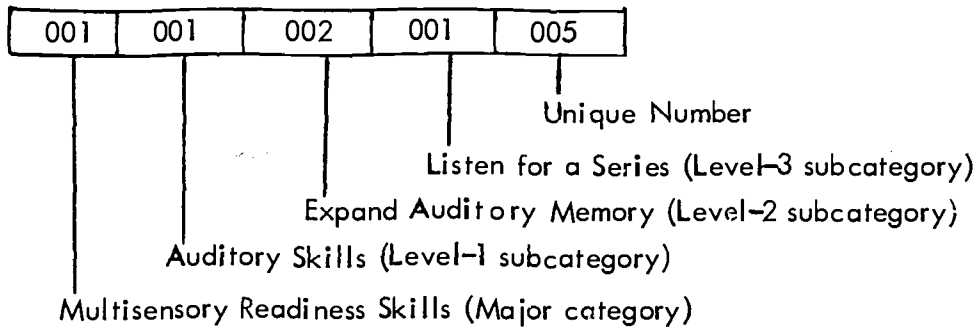 001 001 002 001 005
Unique Number
Listen for a Series (Level-3 subcategory)
Expand Auditory Memory (Level-2 subcategory)
Auditory Skills (Level-1 subcategory)
Multisensory Readiness Skills (Major category)